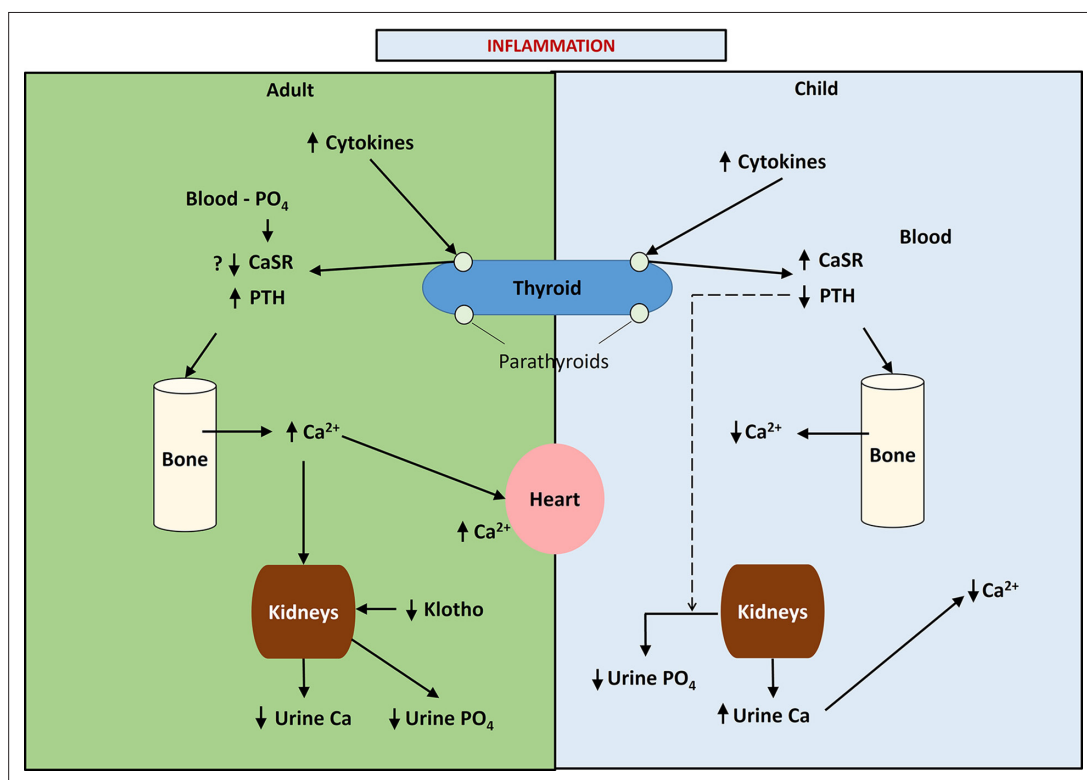 INFLAMMATION
Adult
↑ Cytokines
Blood - PO₄
? ↓ CaSR
↑ PTH
Bone
↑ Ca²⁺
↑ Ca²⁺
Kidneys
↓ Klotho
↓ Urine Ca
↓ Urine PO₄
Thyroid
Parathyroids
Heart
Child
↑ Cytokines
Blood
↑ CaSR
↓ PTH
↓ Ca²⁺
Bone
Kidneys
↓ Ca²⁺
↓ Urine PO₄
↑ Urine Ca